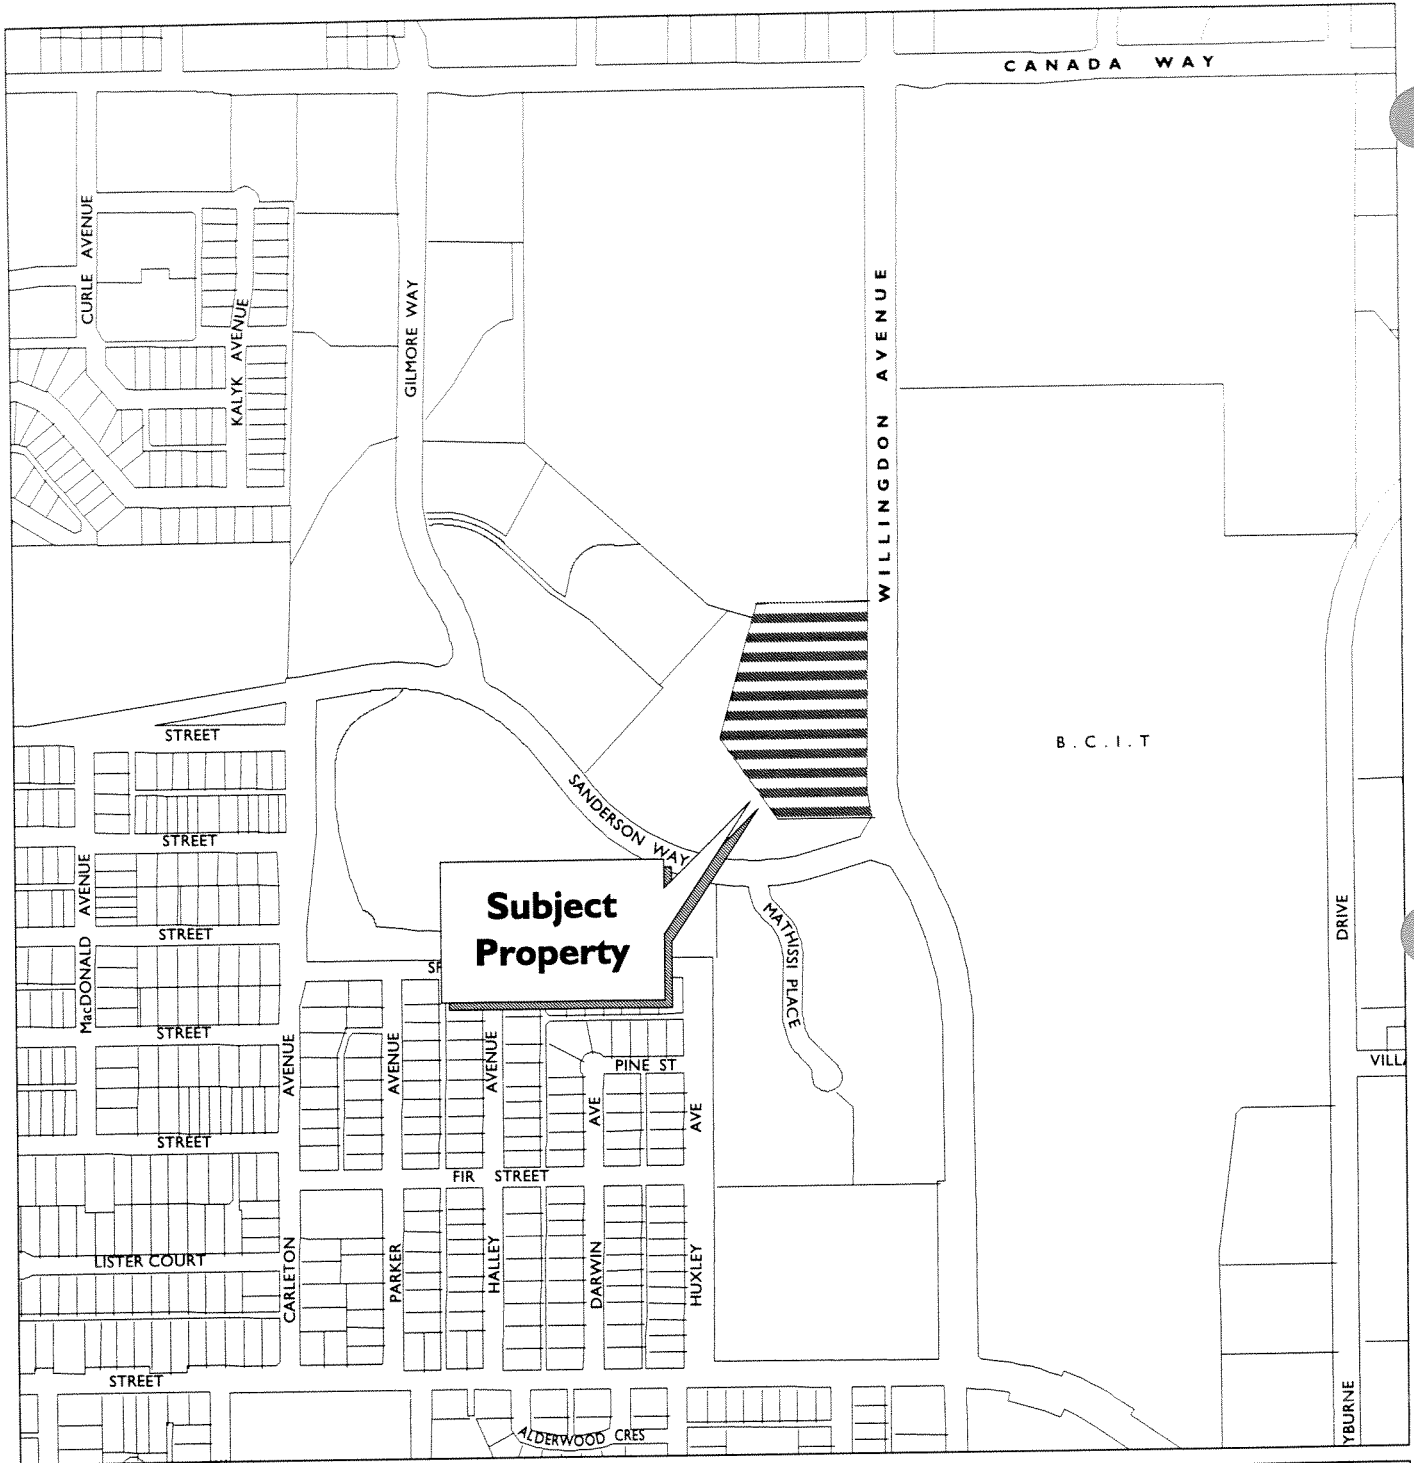 CANADA WAY
CURLE AVENUE
KALYK AVENUE
GILMORE WAY
WILLINGDON AVENUE
STREET
B.C.I.T
SANDERSON WAY
STREET
MacDONALD AVENUE
Subject
Property
STREET
MATHISSI PLACE
DRIVE
STREET
AVENUE
AVENUE
AVENUE
PINE ST
AVE
AVE
STREET
FIR STREET
LISTER COURT
CARLETON
PARKER
HALLEY
DARWIN
HUXLEY
STREET
ALDERWOOD CRES
YBURNE